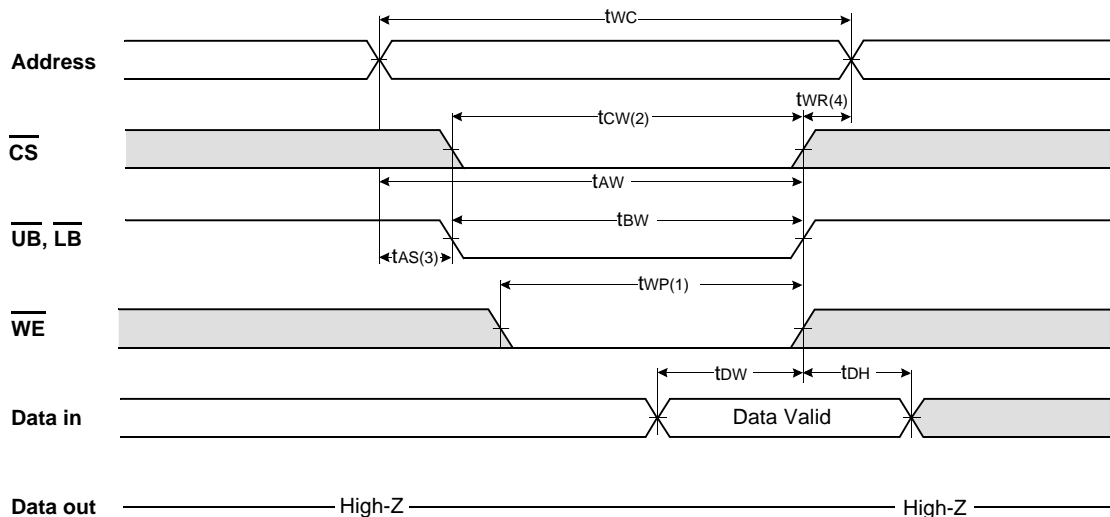 tWC
Address
tWR(4)
tCW(2)
CS
tAW
tBW
UB, LB
tAS(3)
tWP(1)
WE
tDW
tDH
Data in
Data Valid
Data out
High-Z
High-Z